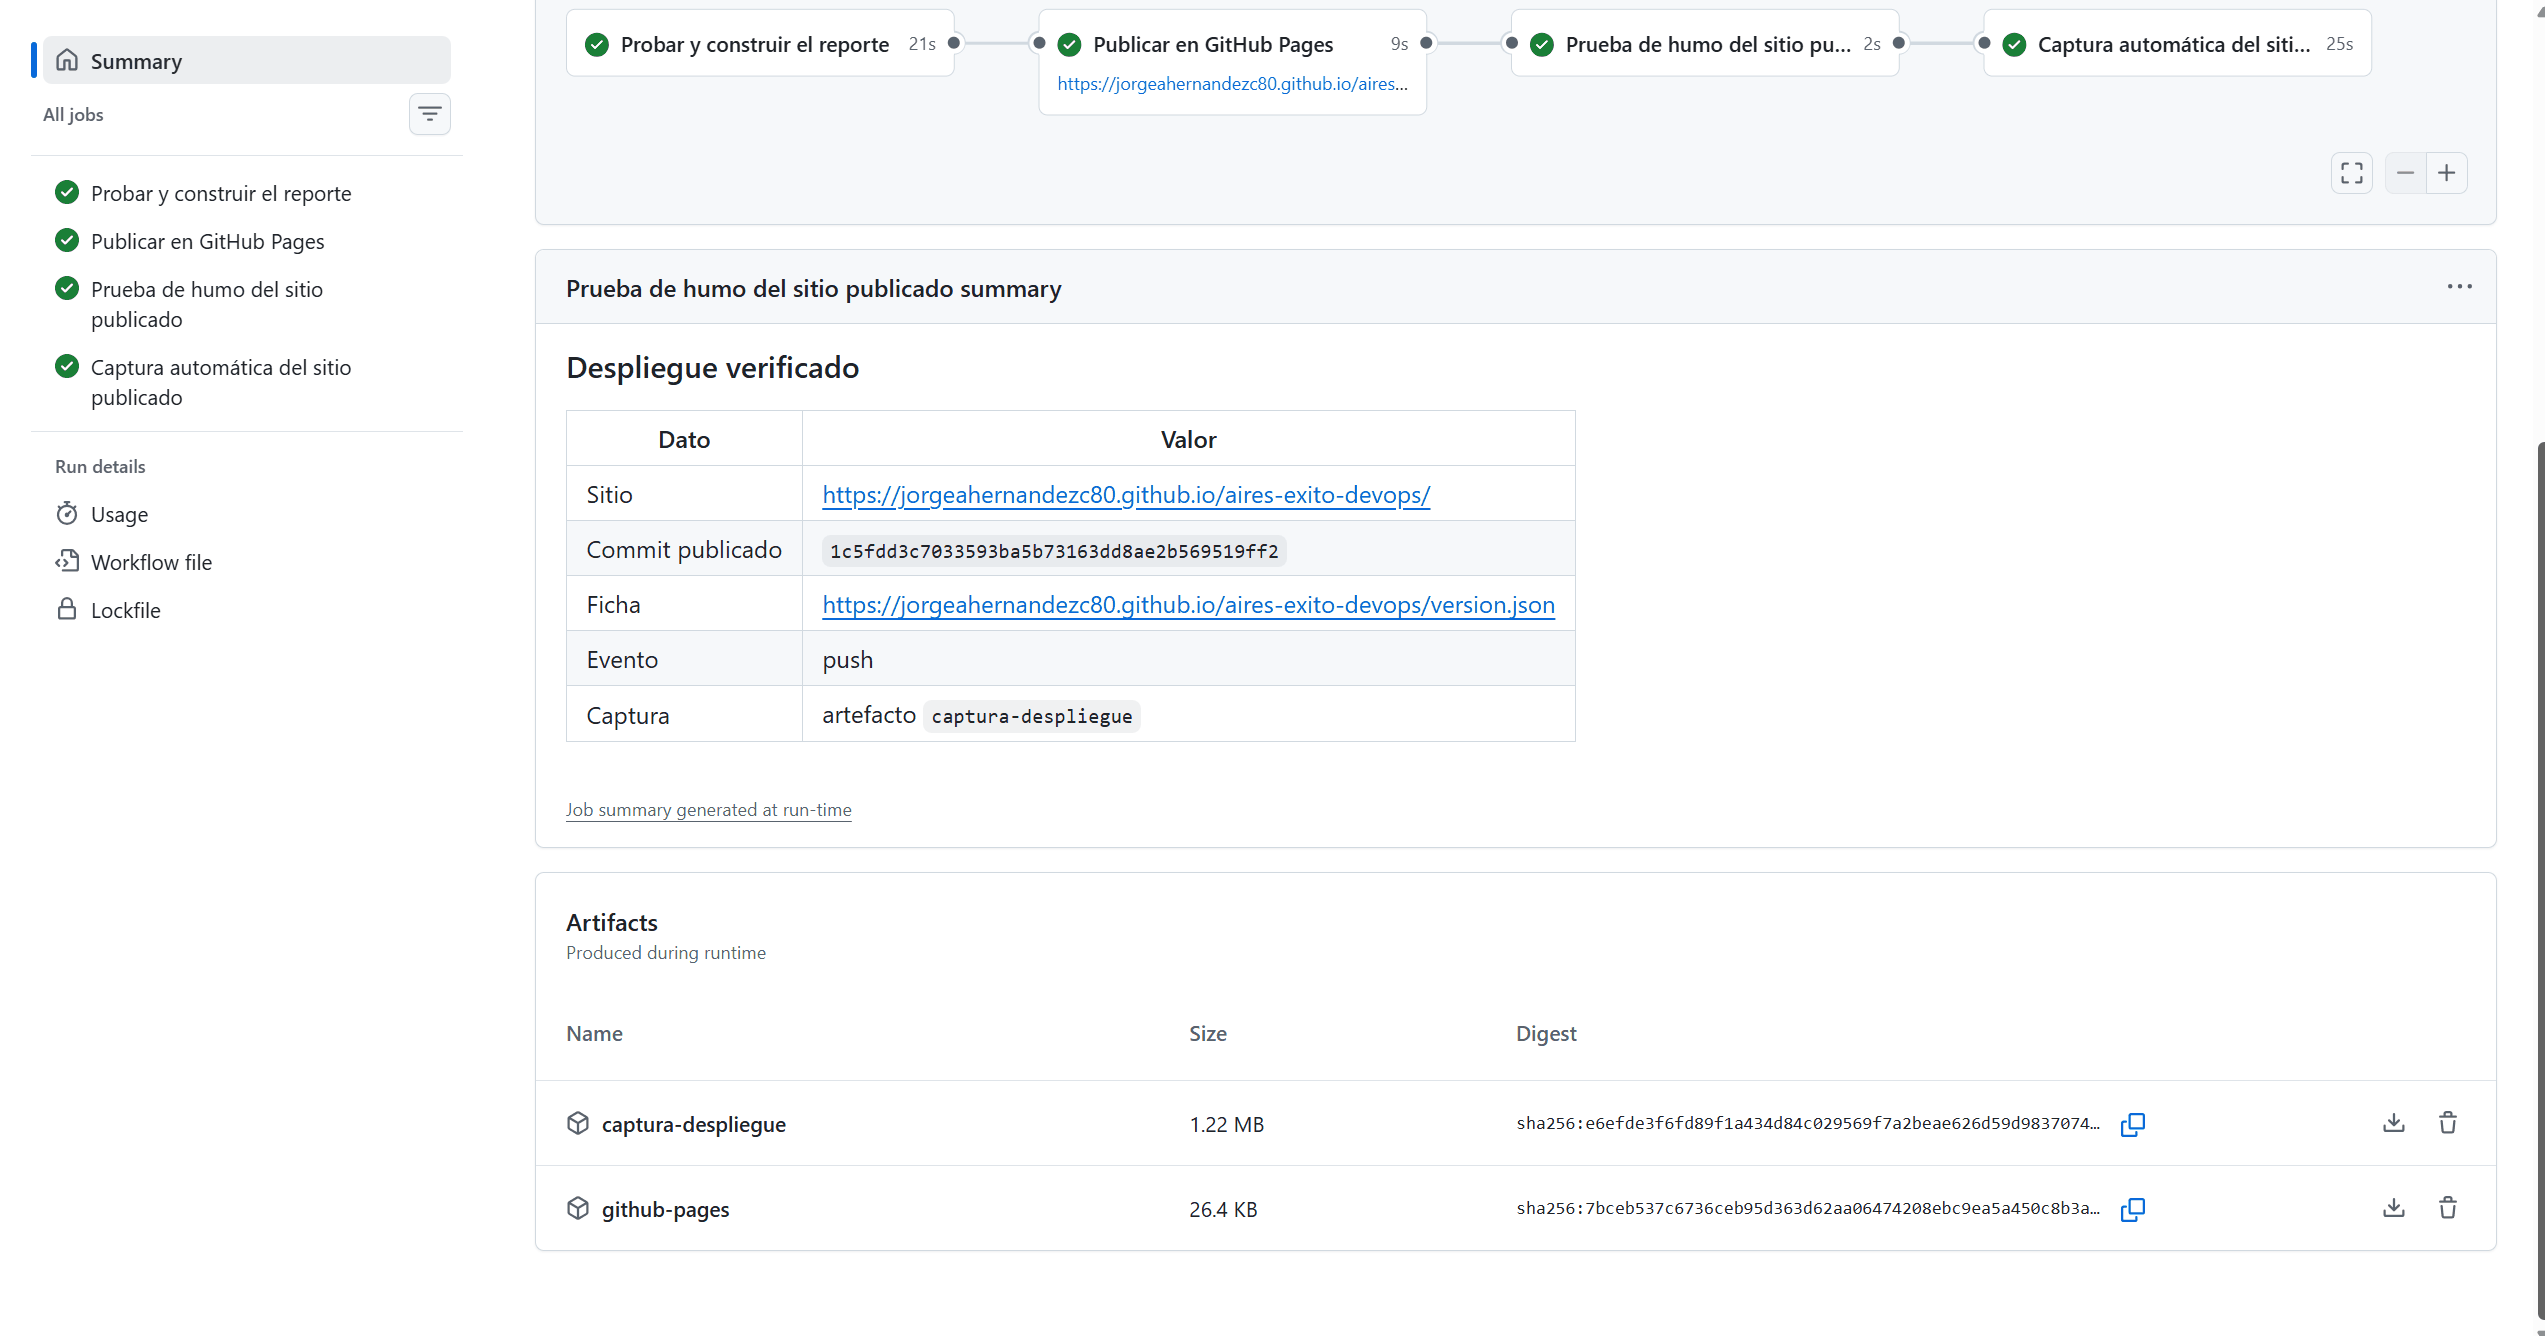 Summary
All jobs
Probar y construir el reporte
Publicar en GitHub Pages
Prueba de humo del sitio
publicado
Captura automática del sitio
publicado
Run details
Usage
Workflow file
Lockfile
Probar y construir el reporte 21s
Publicar en GitHub Pages 9s
https://jorgeahernandezc80.github.io/aires...
Prueba de humo del sitio pu... 2s
Captura automática del siti... 25s
Prueba de humo del sitio publicado summary
Despliegue verificado
Dato Valor
Sitio https://jorgeahernandezc80.github.io/aires-exito-devops/
Commit publicado 1c5fdd3c7033593ba5b73163dd8ae2b569519ff2
Ficha https://jorgeahernandezc80.github.io/aires-exito-devops/version.json
Evento push
Captura artefacto captura-despliegue
Job summary generated at run-time
Artifacts
Produced during runtime
Name Size Digest
captura-despliegue 1.22 MB sha256:e6efde3f6fd89f1a434d84c029569f7a2beae626d59d9837074…
github-pages 26.4 KB sha256:7bceb537c6736ceb95d363d62aa06474208ebc9ea5a450c8b3a…